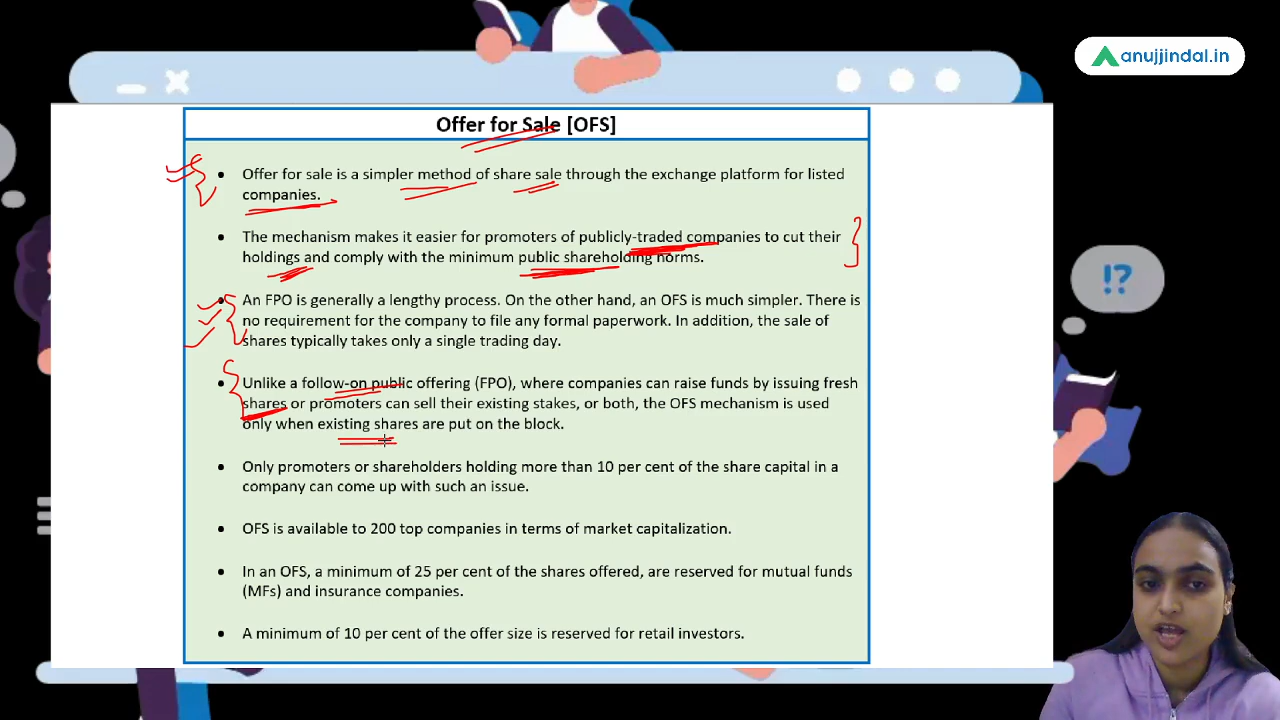 anujjindal.in
Offer for Sale [OFS]
• Offer for sale is a simpler method of share sale through the exchange platform for listed
companies.
• The mechanism makes it easier for promoters of publicly-traded companies to cut their
holdings and comply with the minimum public shareholding norms.
• An FPO is generally a lengthy process. On the other hand, an OFS is much simpler. There is
no requirement for the company to file any formal paperwork. In addition, the sale of
shares typically takes only a single trading day.
• Unlike a follow-on public offering (FPO), where companies can raise funds by issuing fresh
shares or promoters can sell their existing stakes, or both, the OFS mechanism is used
only when existing shares are put on the block.
• Only promoters or shareholders holding more than 10 per cent of the share capital in a
company can come up with such an issue.
• OFS is available to 200 top companies in terms of market capitalization.
• In an OFS, a minimum of 25 per cent of the shares offered, are reserved for mutual funds
(MFs) and insurance companies.
• A minimum of 10 per cent of the offer size is reserved for retail investors.
!?